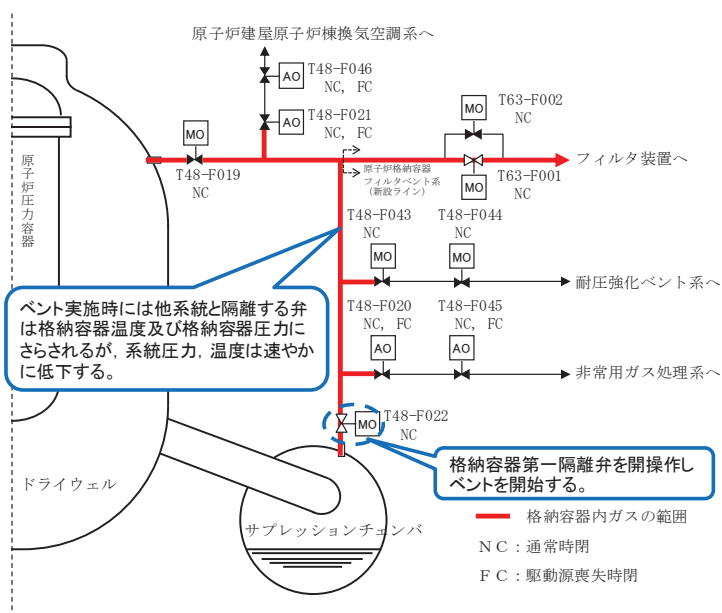 原子炉建屋原子炉棟換気空調系へ
AO
T48-F046
NC, FC
AO
T48-F021
NC, FC
MO
T63-F002
NC
MO
T48-F019
NC
原子炉格納容器
フィルタベント系
(新設ライン)
MO
T63-F001
NC
フィルタ装置へ
原子炉圧力容器
T48-F043
NC
MO
T48-F044
NC
MO
耐圧強化ベント系へ
ベント実施時には他系統と隔離する弁
は格納容器温度及び格納容器圧力に
さらされるが, 系統圧力, 温度は速やか
に低下する。
T48-F020
NC, FC
AO
T48-F045
NC, FC
AO
非常用ガス処理系へ
MO
T48-F022
NC
格納容器第一隔離弁を開操作し
ベントを開始する。
ドライウェル
サプレッションチェンバ
格納容器内ガスの範囲
NC:通常時閉
FC:駆動源喪失時閉